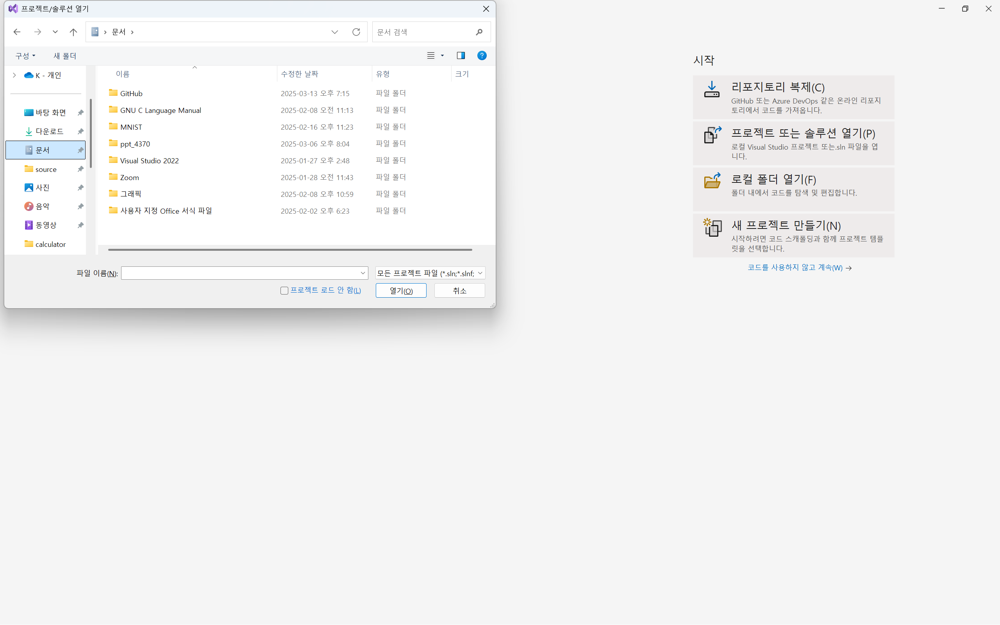 프로젝트/솔루션 열기
문서
문서 검색
구성
새 폴더
K - 개인
바탕 화면
다운로드
문서
source
사진
음악
동영상
calculator
이름 수정한 날짜 유형 크기
GitHub 2025-03-13 오후 7:15 파일 폴더
GNU C Language Manual 2025-02-08 오전 11:13 파일 폴더
MNIST 2025-02-16 오후 11:23 파일 폴더
ppt_4370 2025-03-06 오후 8:04 파일 폴더
Visual Studio 2022 2025-01-27 오후 2:48 파일 폴더
Zoom 2025-01-28 오전 11:43 파일 폴더
그래픽 2025-02-08 오후 10:59 파일 폴더
사용자 지정 Office 서식 파일 2025-02-02 오후 6:23 파일 폴더
파일 이름(N):
모든 프로젝트 파일 (*.sln;*.slnf;
프로젝트 로드 안 함(L)
열기(O)
취소
시작
리포지토리 복제(C)
GitHub 또는 Azure DevOps 같은 온라인 리포지
토리에서 코드를 가져옵니다.
프로젝트 또는 솔루션 열기(P)
로컬 Visual Studio 프로젝트 또는.sln 파일을 엽
니다.
로컬 폴더 열기(F)
폴더 내에서 코드를 탐색 및 편집합니다.
새 프로젝트 만들기(N)
시작하려면 코드 스캐폴딩과 함께 프로젝트 템플
릿을 선택합니다.
코드를 사용하지 않고 계속(W) →